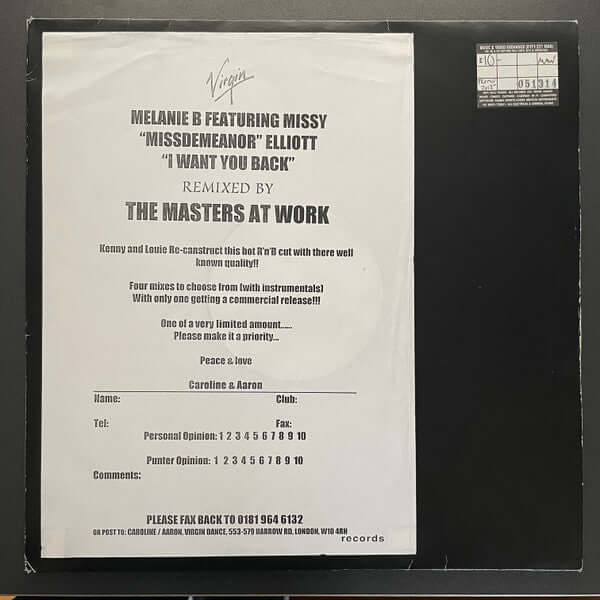 Virgin
MELANIE B FEATURING MISSY
"MISSDEMEANOR" ELLIOTT
"I WANT YOU BACK"
REMIXED BY
THE MASTERS AT WORK
Kenny and Louie Re-canstruct this hot R'n'B cut with there well
known quality!!
Four mixes to choose from (with instrumentals)
With only one getting a commercial release!!!
One of a very limited amount......
Please make it a priority...
Peace & love
Caroline & Aaron
Name: Club:
Tel: Fax:
Personal Opinion: 1 2 3 4 5 6 7 8 9 10
Punter Opinion: 1 2 3 4 5 6 7 8 9 10
Comments:
PLEASE FAX BACK TO 0181 964 6132
OR POST TO: CAROLINE / AARON, VIRGIN DANCE, 553-579 HARROW RD, LONDON, W10 4RH
records
MUSIC & VIDEO EXCHANGE
£10-
051314